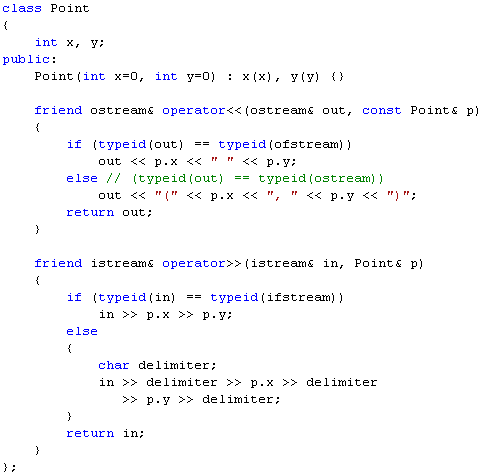 class Point
{
    int x, y;
public:
    Point(int x=0, int y=0) : x(x), y(y) {}

    friend ostream& operator<<(ostream& out, const Point& p)
    {
        if (typeid(out) == typeid(ofstream))
            out << p.x << " " << p.y;
        else // (typeid(out) == typeid(ostream))
            out << "(" << p.x << ", " << p.y << ")";
        return out;
    }

    friend istream& operator>>(istream& in, Point& p)
    {
        if (typeid(in) == typeid(ifstream))
            in >> p.x >> p.y;
        else
        {
            char delimiter;
            in >> delimiter >> p.x >> delimiter
               >> p.y >> delimiter;
        }
        return in;
    }
};